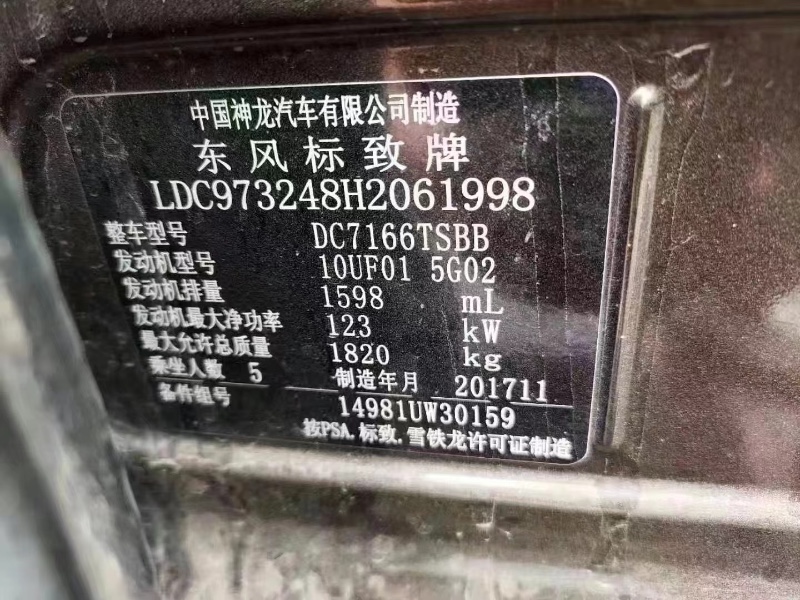 中国神龙汽车有限公司制造
东风标致牌
LDC973248H2061998
整车型号 DC7166TSBB
发动机型号 10UF01 5G02
发动机排量 1598 mL
发动机最大净功率 123 kW
最大允许总质量 1820 kg
乘坐人数 5 制造年月 201711
备件组号 14981UW30159
按PSA.标致.雪铁龙许可证制造